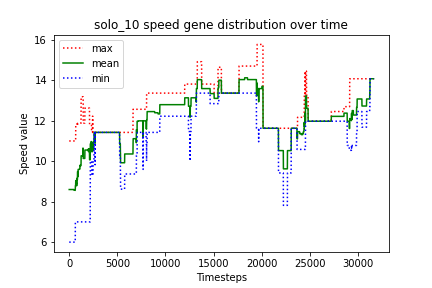 solo_10 speed gene distribution over time
16
14
12
10
8
6
Speed value
max
mean
min
0
5000
10000
15000
20000
25000
30000
Timesteps